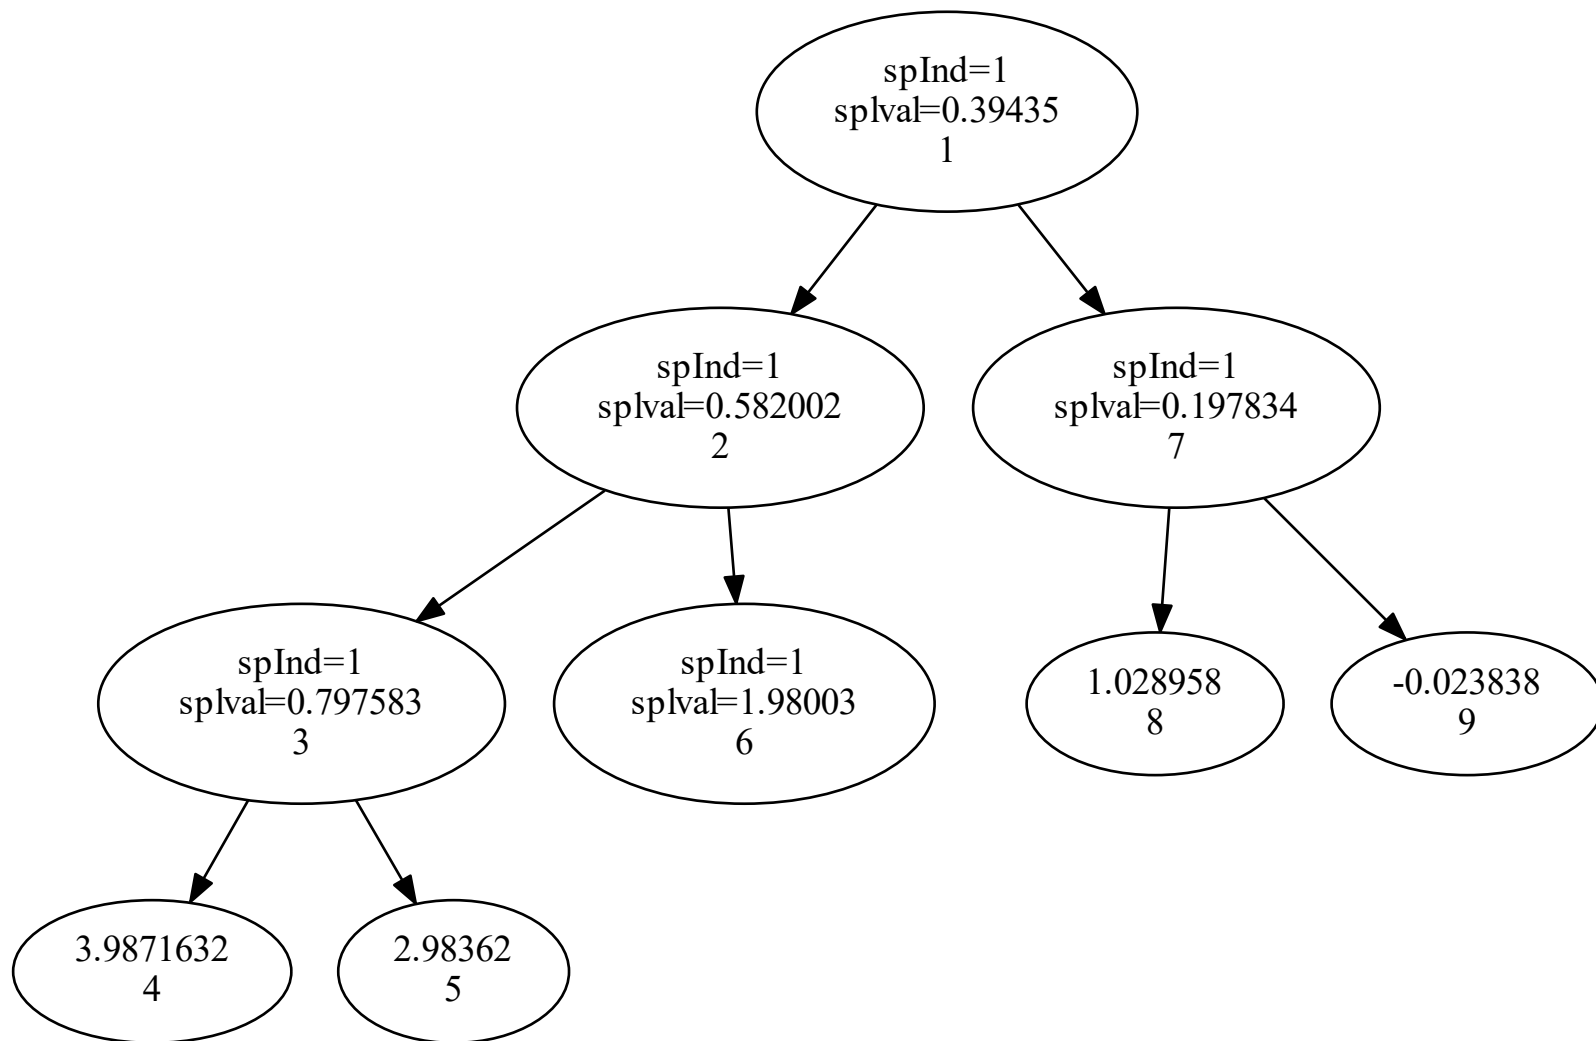 spInd=1
splval=0.39435
1
spInd=1
splval=0.582002
2
spInd=1
splval=0.197834
7
spInd=1
splval=0.797583
3
spInd=1
splval=1.98003
6
1.028958
8
-0.023838
9
3.9871632
4
2.98362
5